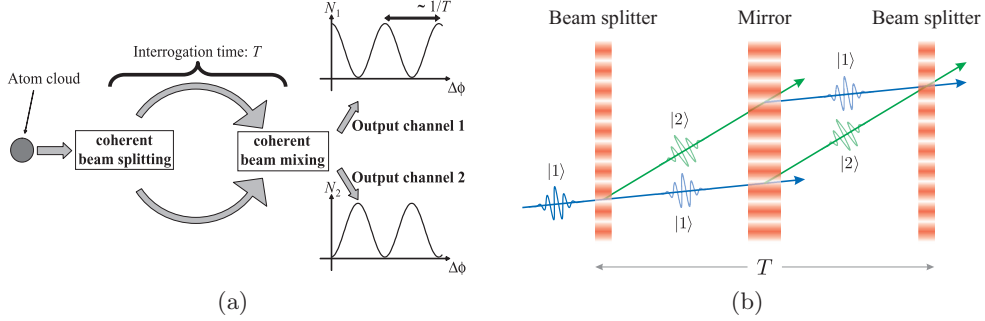 N₁
~ 1/T
Interrogation time: T
Atom cloud
Δϕ
Output channel 1
coherent
beam splitting
coherent
beam mixing
Output channel 2
N₂
Δϕ
(a)
Beam splitter
Mirror
Beam splitter
|1⟩
|2⟩
|1⟩
|2⟩
|1⟩
T
(b)